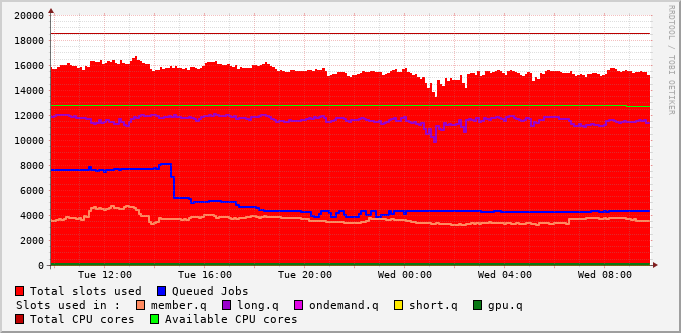 20000
18000
16000
14000
12000
10000
8000
6000
4000
2000
0
Tue 12:00 Tue 16:00 Tue 20:00 Wed 00:00 Wed 04:00 Wed 08:00
RRDTOOL / TOBI OETIKER
Total slots used Queued Jobs
Slots used in : member.q long.q ondemand.q short.q gpu.q
Total CPU cores Available CPU cores